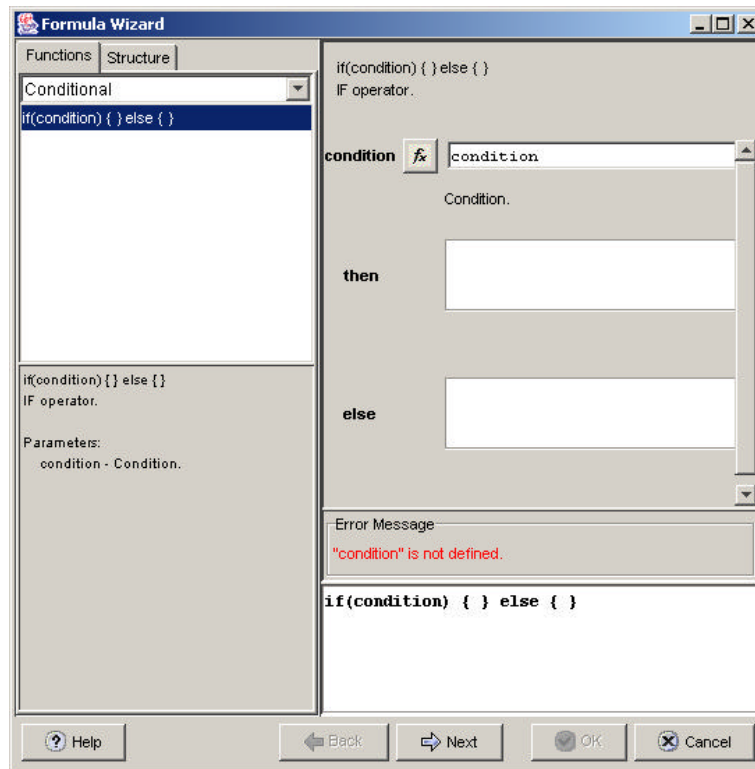 Formula Wizard
Functions Structure
Conditional
if(condition) { } else { }
if(condition) { } else { }
IF operator.
Parameters:
condition - Condition.
if(condition) { } else { }
IF operator.
condition fx condition
Condition.
then
else
Error Message
"condition" is not defined.
if(condition) { } else { }
Help Back Next OK Cancel